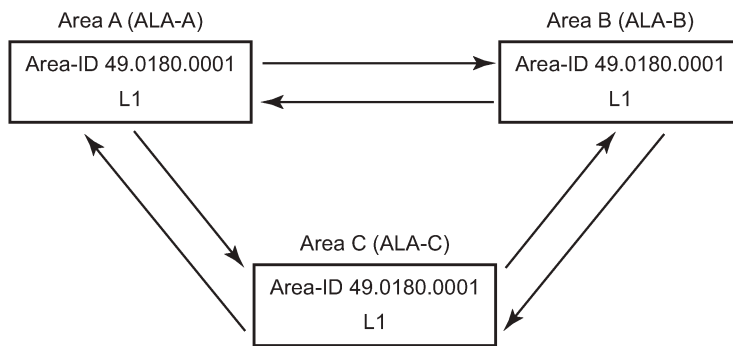 Area A (ALA-A)
Area-ID 49.0180.0001
L1
Area B (ALA-B)
Area-ID 49.0180.0001
L1
Area C (ALA-C)
Area-ID 49.0180.0001
L1